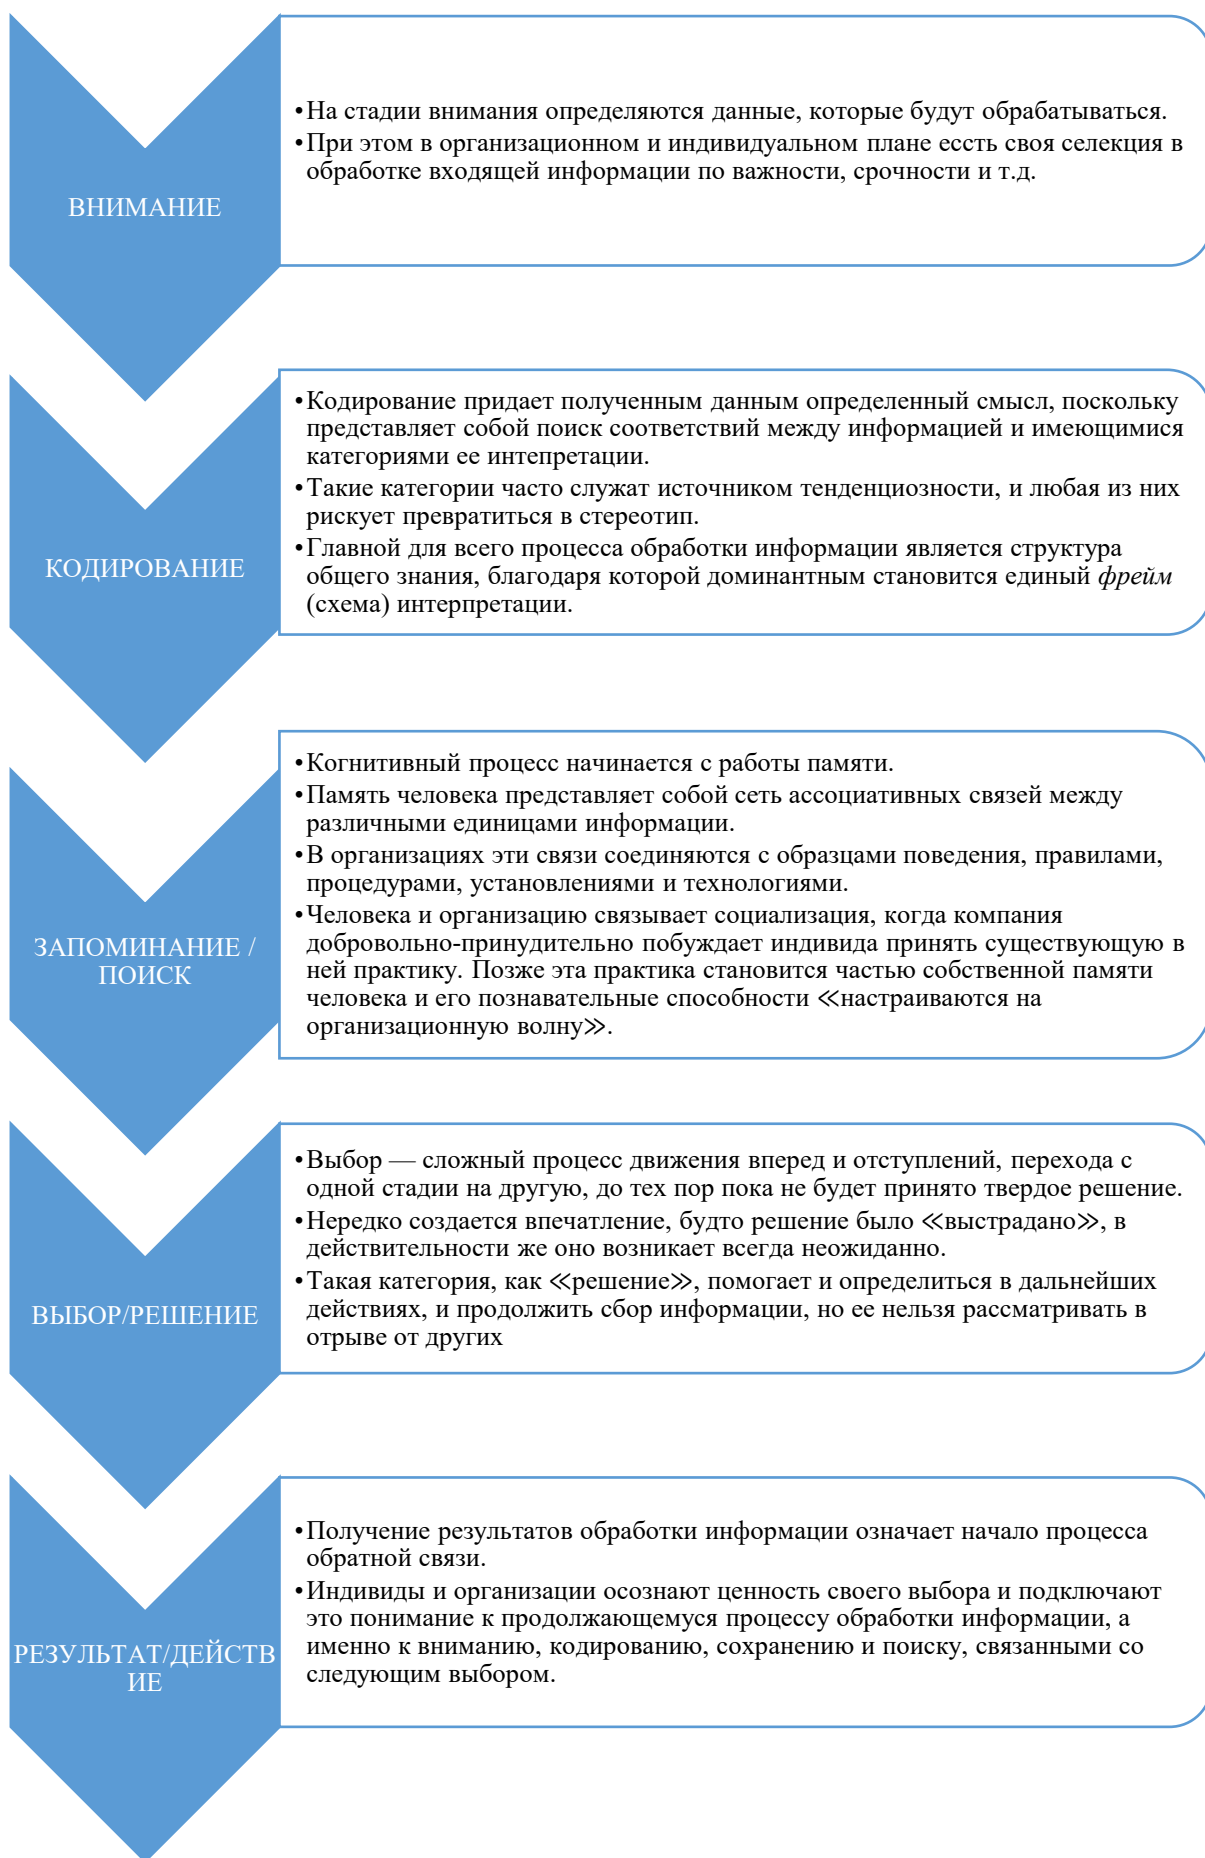 ВНИМАНИЕ
•На стадии внимания определяются данные, которые будут обрабатываться.
•При этом в организационном и индивидуальном плане ессть своя селекция в
обработке входящей информации по важности, срочности и т.д.
КОДИРОВАНИЕ
•Кодирование придает полученным данным определенный смысл, поскольку
представляет собой поиск соответствий между информацией и имеющимися
категориями ее интепретации.
•Такие категории часто служат источником тенденциозности, и любая из них
рискует превратиться в стереотип.
•Главной для всего процесса обработки информации является структура
общего знания, благодаря которой доминантным становится единый фрейм
(схема) интерпретации.
ЗАПОМИНАНИЕ /
ПОИСК
•Когнитивный процесс начинается с работы памяти.
•Память человека представляет собой сеть ассоциативных связей между
различными единицами информации.
•В организациях эти связи соединяются с образцами поведения, правилами,
процедурами, установлениями и технологиями.
•Человека и организацию связывает социализация, когда компания
добровольно-принудительно побуждает индивида принять существующую в
ней практику. Позже эта практика становится частью собственной памяти
человека и его познавательные способности ≪настраиваются на
организационную волну≫.
ВЫБОР/РЕШЕНИЕ
•Выбор — сложный процесс движения вперед и отступлений, перехода с
одной стадии на другую, до тех пор пока не будет принято твердое решение.
•Нередко создается впечатление, будто решение было ≪выстрадано≫, в
действительности же оно возникает всегда неожиданно.
•Такая категория, как ≪решение≫, помогает и определиться в дальнейших
действиях, и продолжить сбор информации, но ее нельзя рассматривать в
отрыве от других
РЕЗУЛЬТАТ/ДЕЙСТВ
ИЕ
•Получение результатов обработки информации означает начало процесса
обратной связи.
•Индивиды и организации осознают ценность своего выбора и подключают
это понимание к продолжающемуся процессу обработки информации, а
именно к вниманию, кодированию, сохранению и поиску, связанными со
следующим выбором.